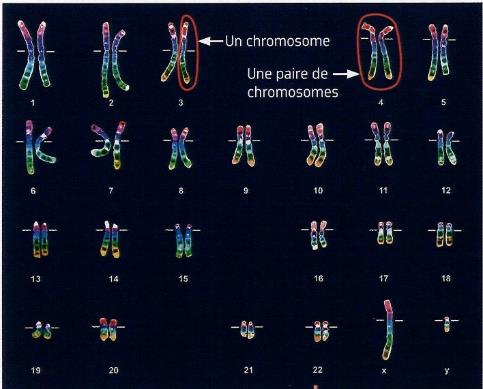 Un chromosome
Une paire de
chromosomes
1 2 3 4 5
6 7 8 9 10 11 12
13 14 15 16 17 18
19 20 21 22 x y